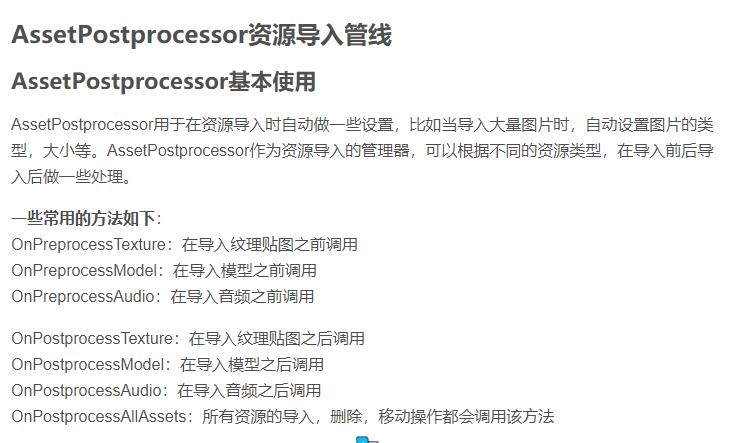 AssetPostprocessor资源导入管线
AssetPostprocessor基本使用
AssetPostprocessor用于在资源导入时自动做一些设置，比如当导入大量图片时，自动设置图片的类
型，大小等。AssetPostprocessor作为资源导入的管理器，可以根据不同的资源类型，在导入前后导
入后做一些处理。
一些常用的方法如下：
OnPreprocessTexture：在导入纹理贴图之前调用
OnPreprocessModel：在导入模型之前调用
OnPreprocessAudio：在导入音频之前调用
OnPostprocessTexture：在导入纹理贴图之后调用
OnPostprocessModel：在导入模型之后调用
OnPostprocessAudio：在导入音频之后调用
OnPostprocessAllAssets：所有资源的导入，删除，移动操作都会调用该方法